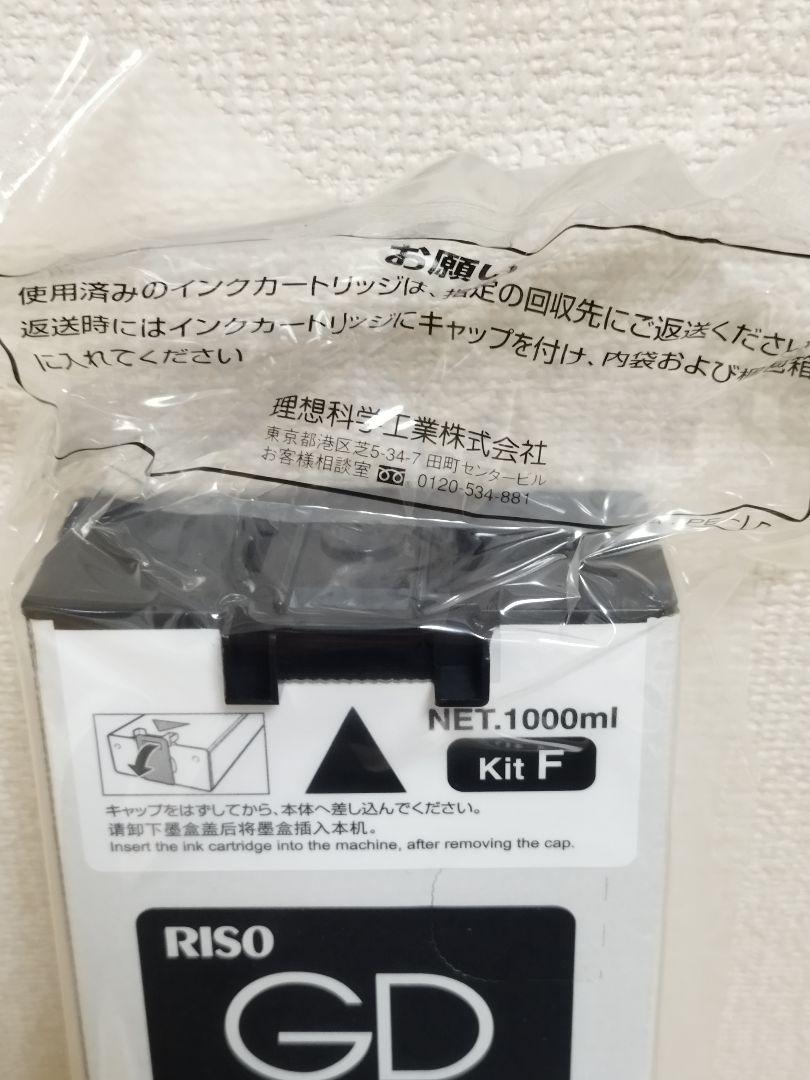 お願い
使用済みのインクカートリッジは、指定の回収先にご返送ください
返送時にはインクカートリッジにキャップを付け、内袋および梱包箱
に入れてください
理想科学工業株式会社
東京都港区芝5-34-7 田町センタービル
お客様相談室 0120-534-881
NET.1000ml
Kit F
キャップをはずしてから、本体へ差し込んでください。
请卸下墨盒盖后将墨盒插入本机。
Insert the ink cartridge into the machine, after removing the cap.
RISO
GD